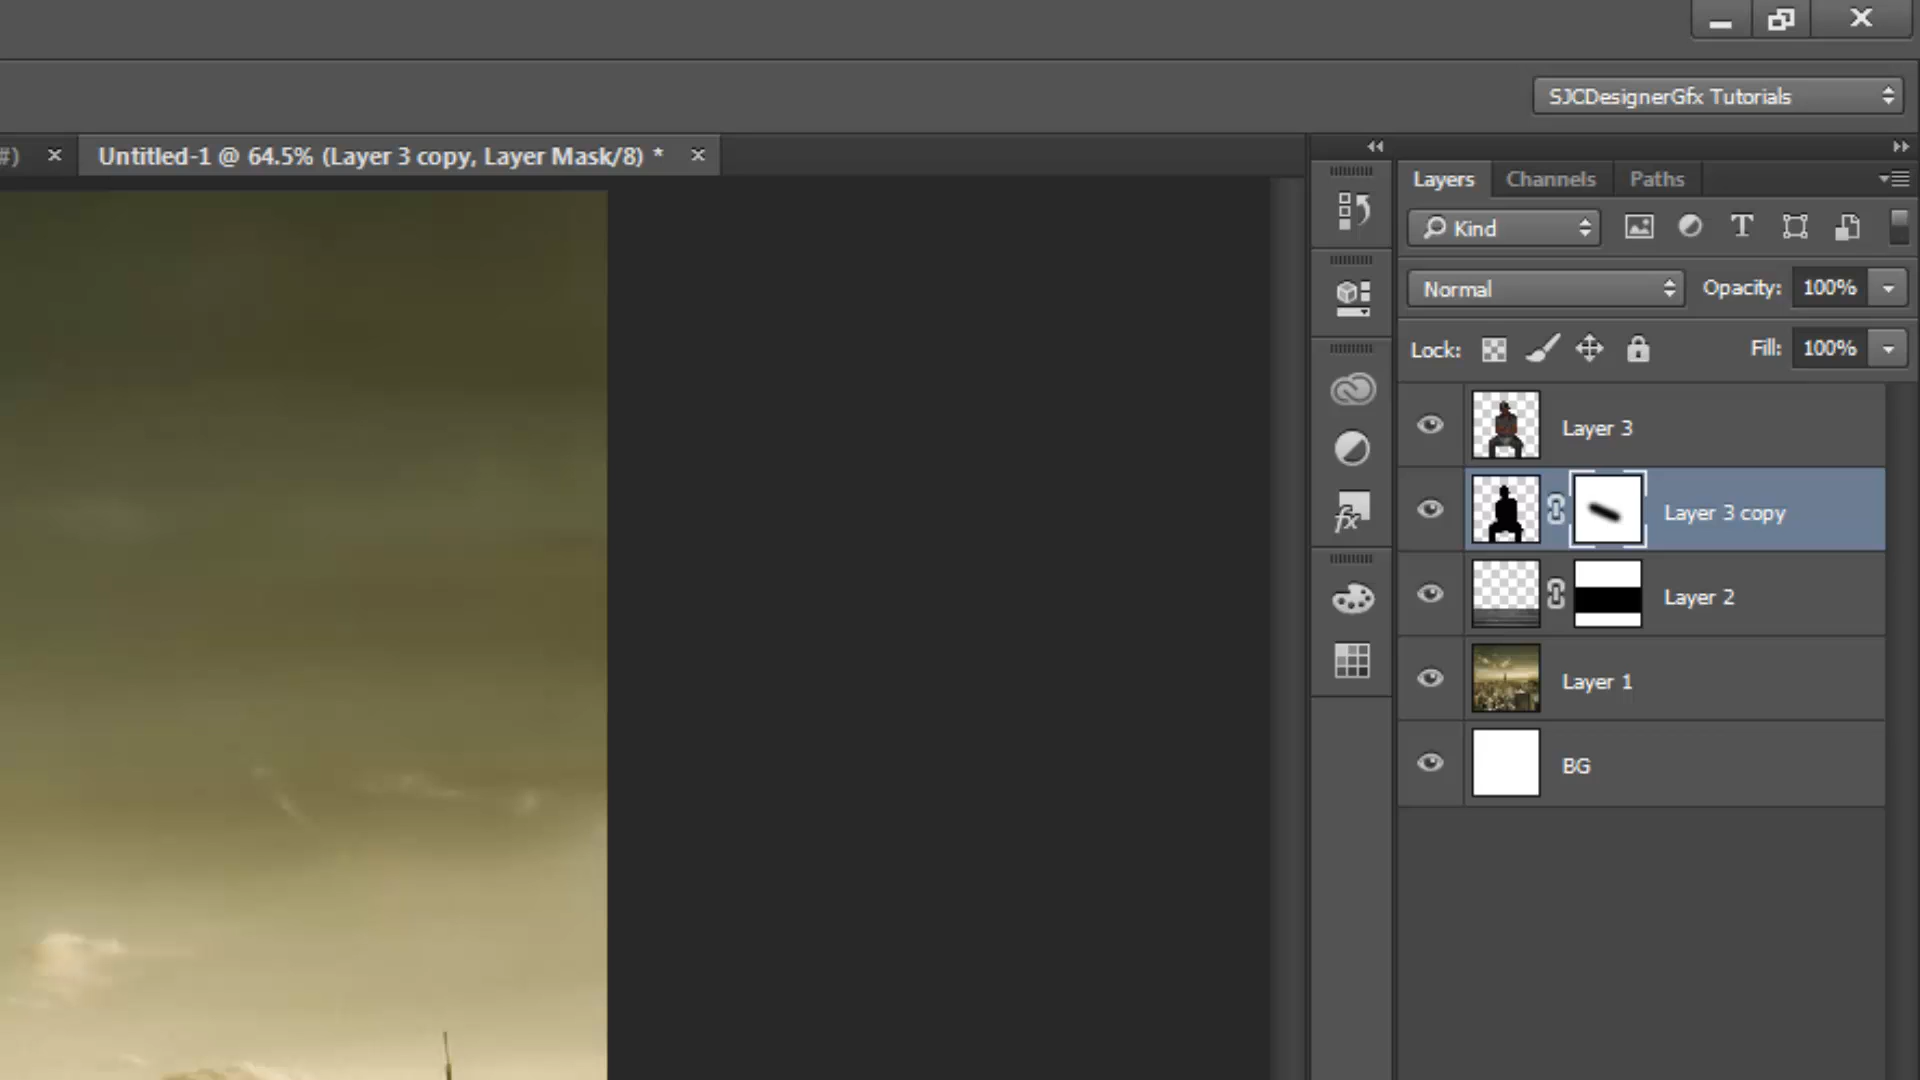 SJCDesignerGfx Tutorials
#)
Untitled-1 @ 64.5% (Layer 3 copy, Layer Mask/8) *
Layers
Channels
Paths
Kind
Normal
Opacity: 100%
Lock:
Fill: 100%
Layer 3
Layer 3 copy
Layer 2
Layer 1
BG